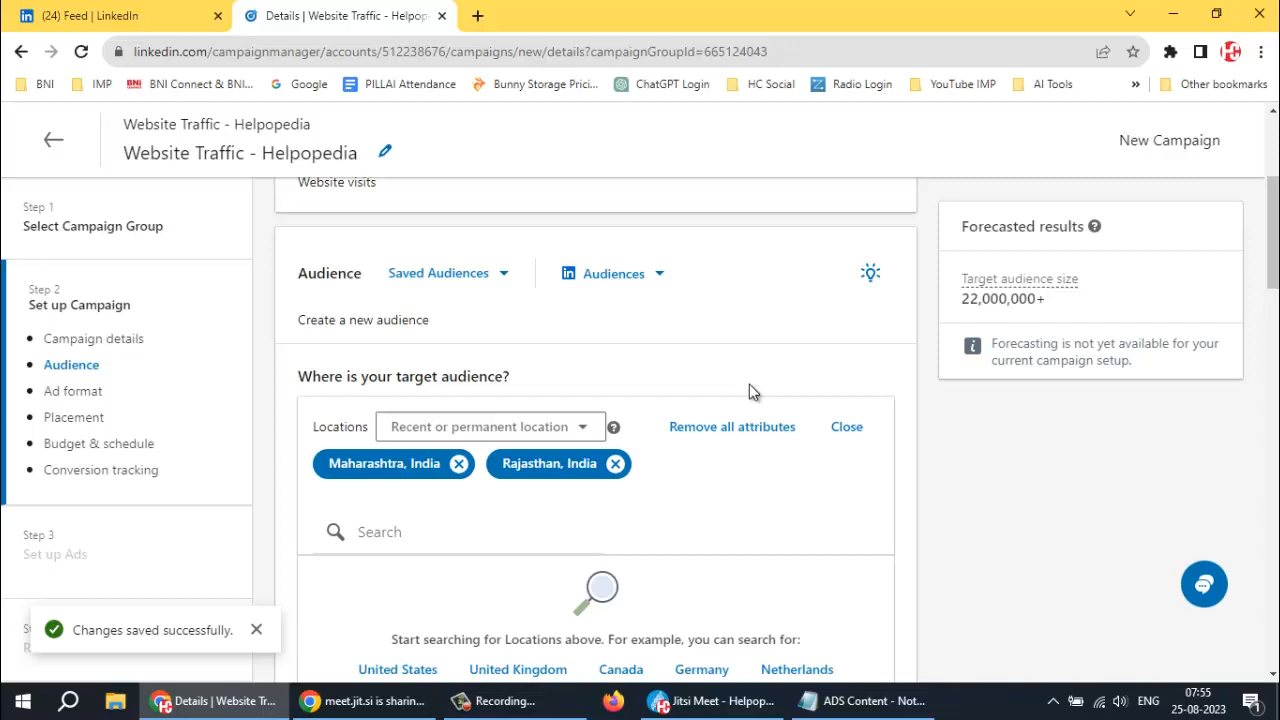 (24) Feed | LinkedIn
Details | Website Traffic - Helpop
linkedin.com/campaignmanager/accounts/512238676/campaigns/new/details?campaignGroupId=665124043
BNI
IMP
BNI Connect & BNI...
Google
PILLAI Attendance
Bunny Storage Pricin...
ChatGPT Login
HC Social
Radio Login
YouTube IMP
AI Tools
»
Other bookmarks
Website Traffic - Helpopedia
Website Traffic - Helpopedia
New Campaign
Step 1
Select Campaign Group
Step 2
Set up Campaign
Campaign details
Audience
Ad format
Placement
Budget & schedule
Conversion tracking
Step 3
Set up Ads
Changes saved successfully.
Website visits
Audience
Saved Audiences
Audiences
Create a new audience
Where is your target audience?
Locations
Recent or permanent location
Remove all attributes
Close
Maharashtra, India
Rajasthan, India
Search
Start searching for Locations above. For example, you can search for:
United States
United Kingdom
Canada
Germany
Netherlands
Forecasted results
Target audience size
22,000,000+
Forecasting is not yet available for your
current campaign setup.
Details | Website Tr...
meet.jit.si is sharin...
Recording...
Jitsi Meet - Helpop...
ADS Content - Not...
ENG
07:55
25-08-2023